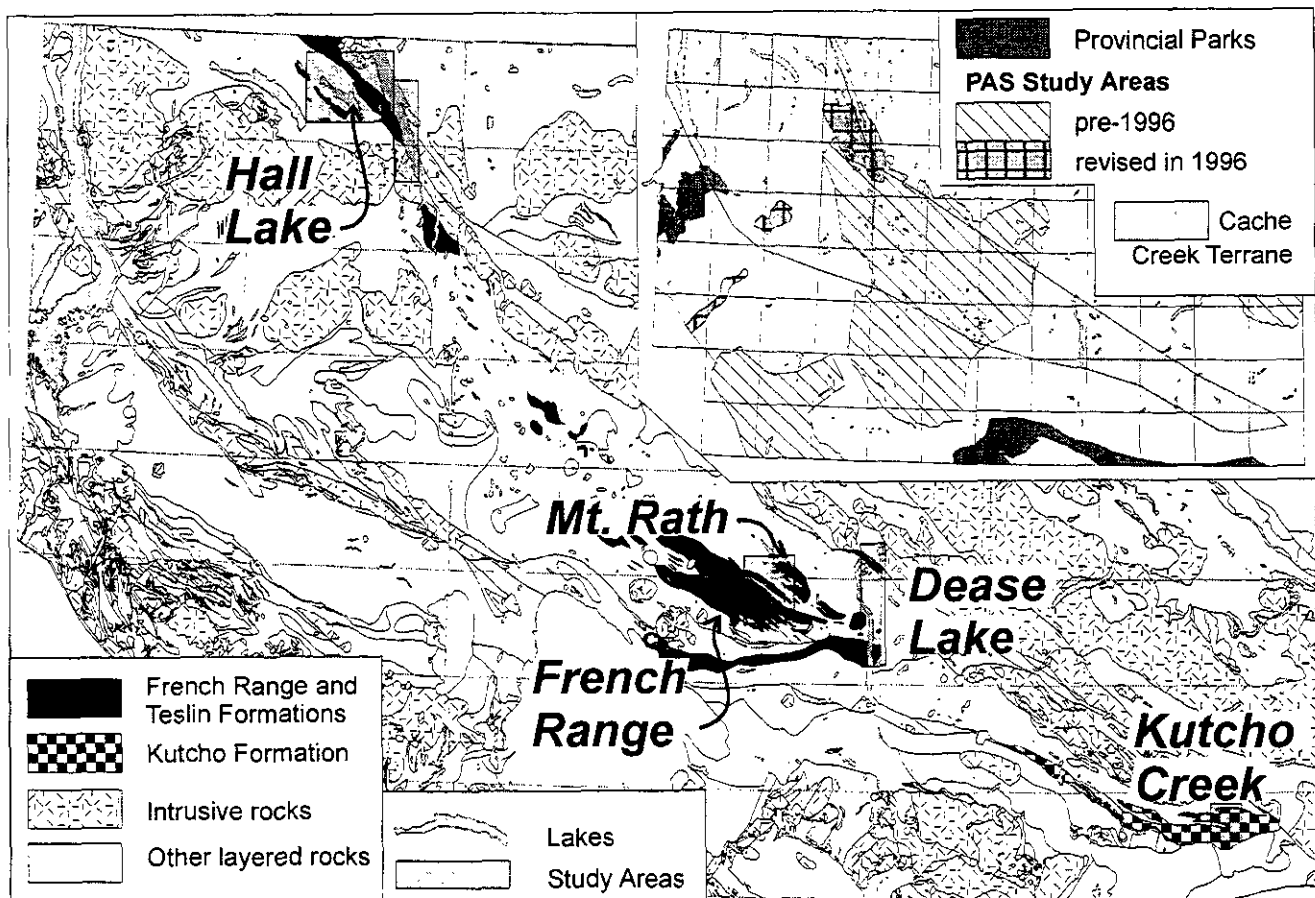 Provincial Parks
PAS Study Areas
pre-1996
revised in 1996
Cache
Creek Terrane
Hall
Lake
Mt. Rath
Dease
Lake
French
Range
Kutcho
Creek
French Range and
Teslin Formations
Kutcho Formation
Intrusive rocks
Other layered rocks
Lakes
Study Areas